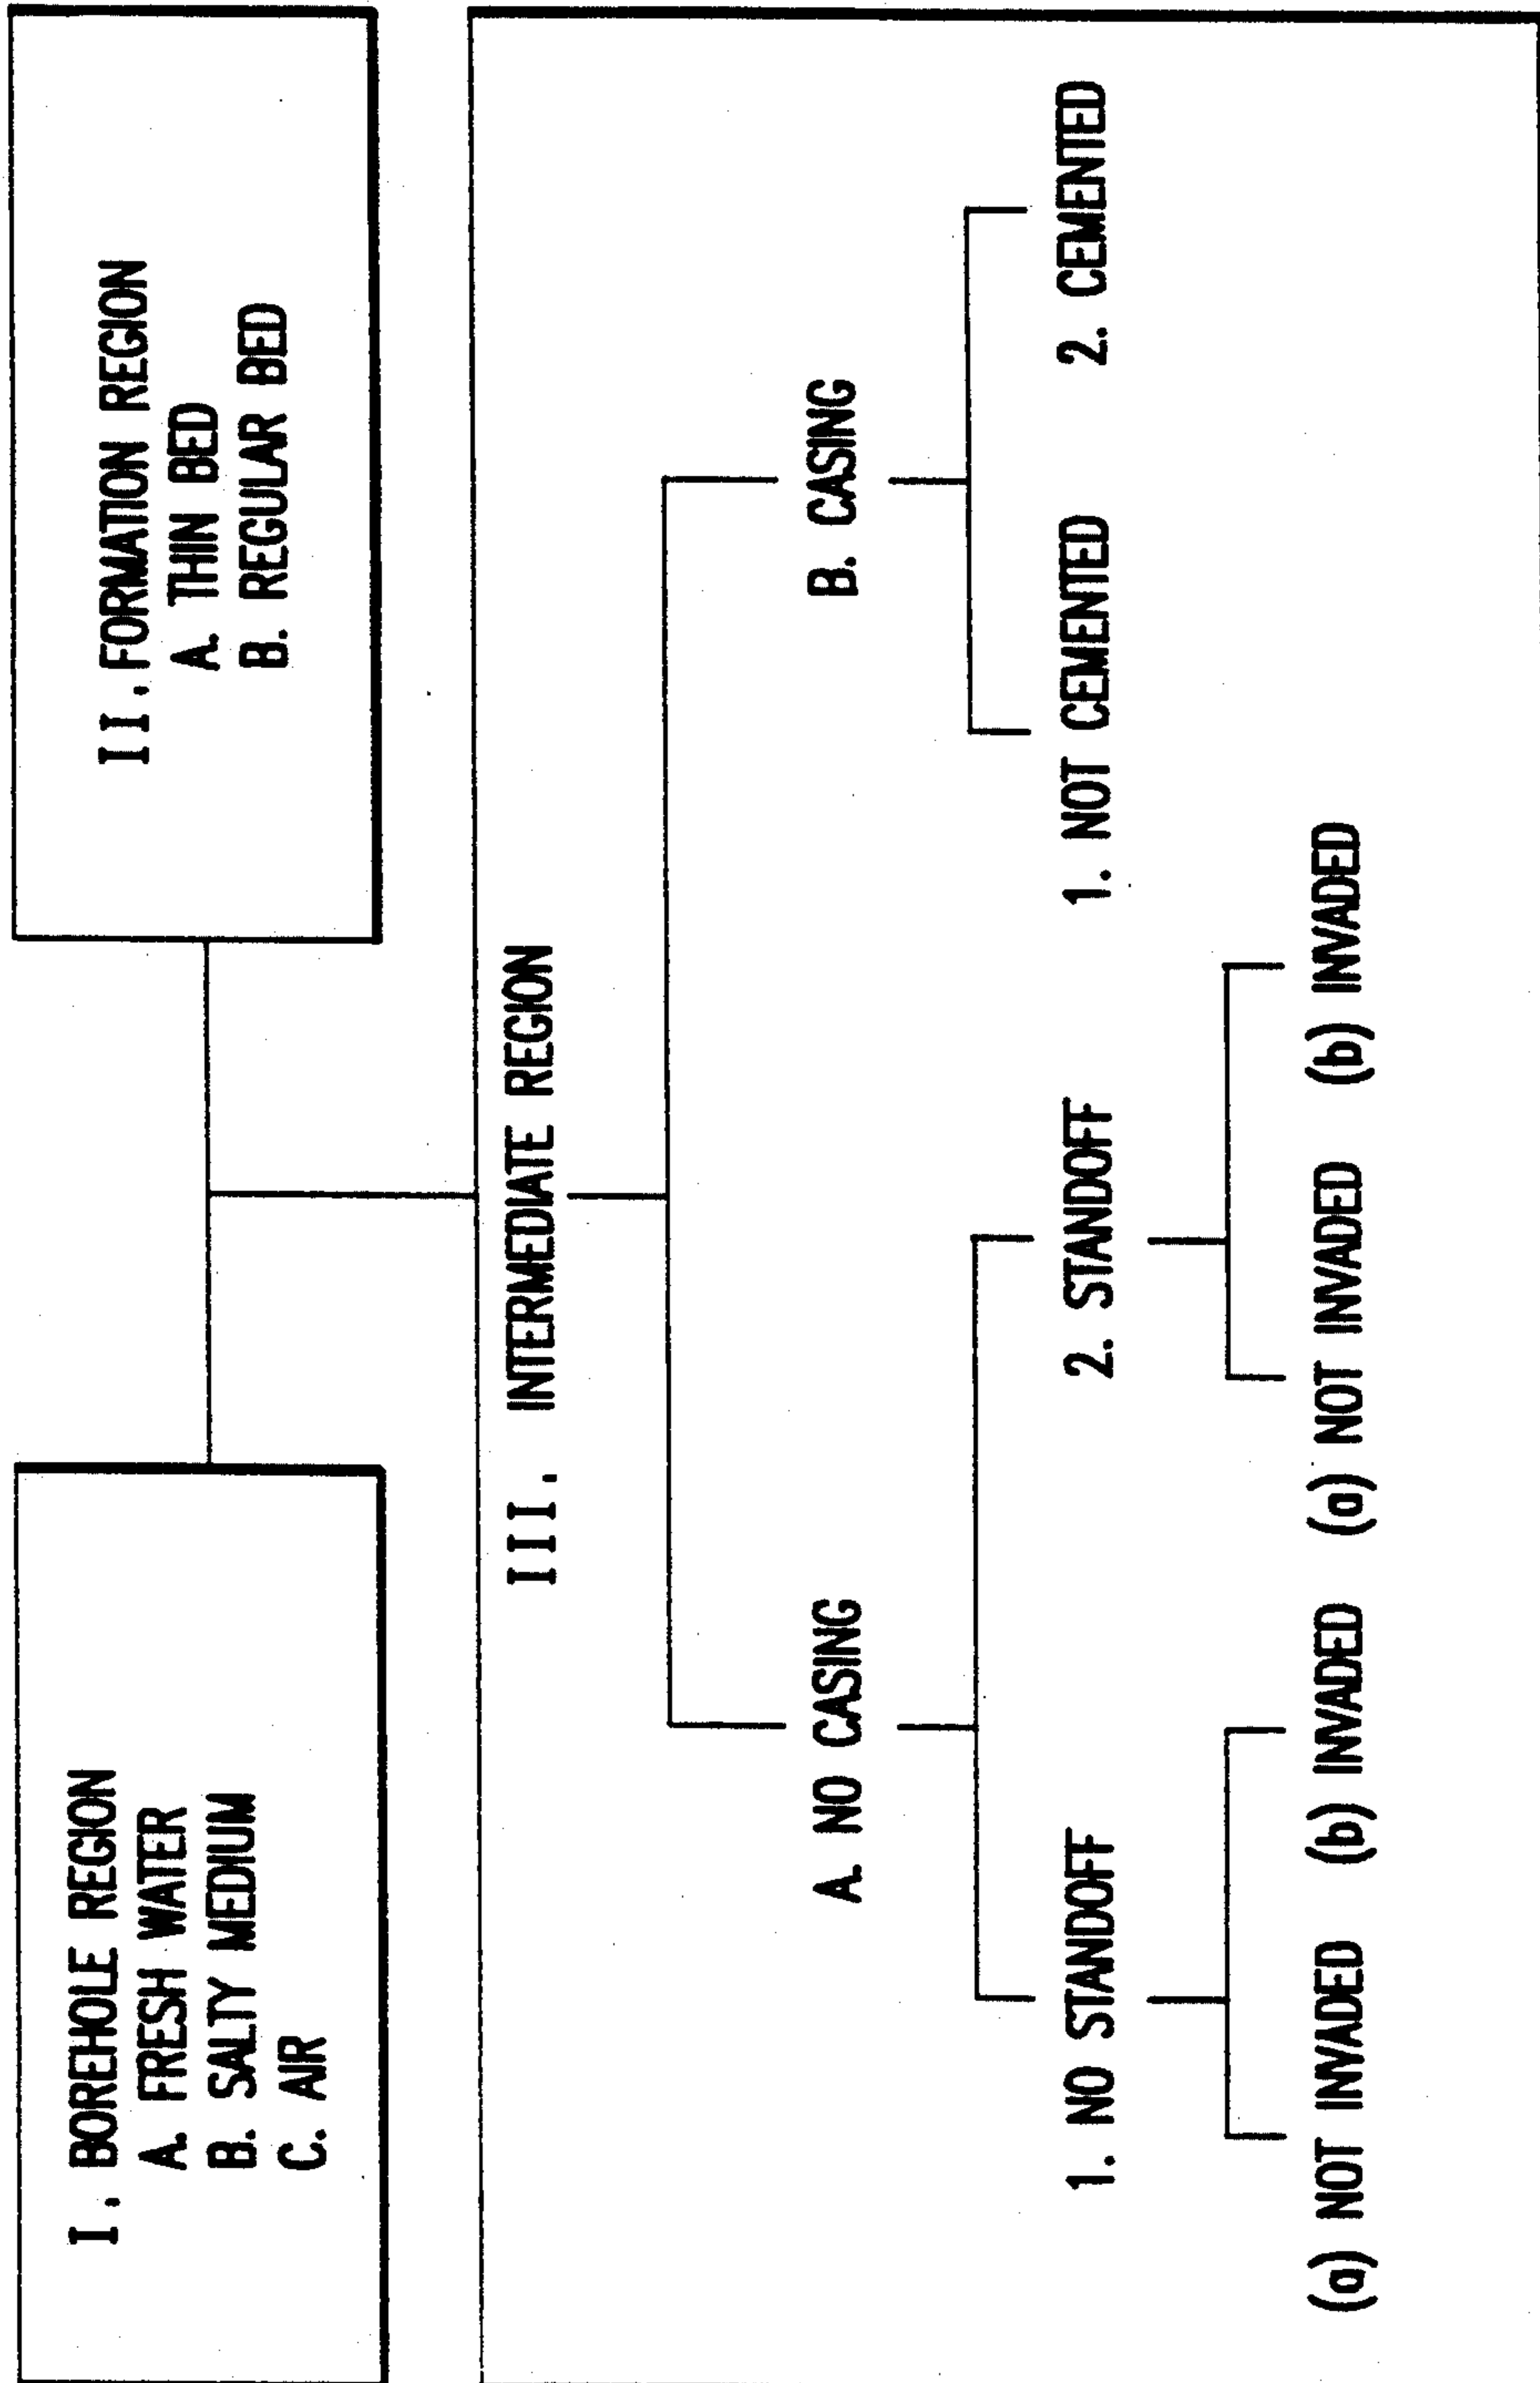 I. BOREHOLE REGION
A. FRESH WATER
B. SALTY MEDIUM
C. AIR
II. FORMATION REGION
A. THIN BED
B. REGULAR BED
III. INTERMEDIATE REGION
A. NO CASING
B. CASING
1. NO STANDOFF
2. STANDOFF
1. NOT CEMENTED
2. CEMENTED
(a) NOT INVADED
(b) INVADED
(a) NOT INVADED
(b) INVADED